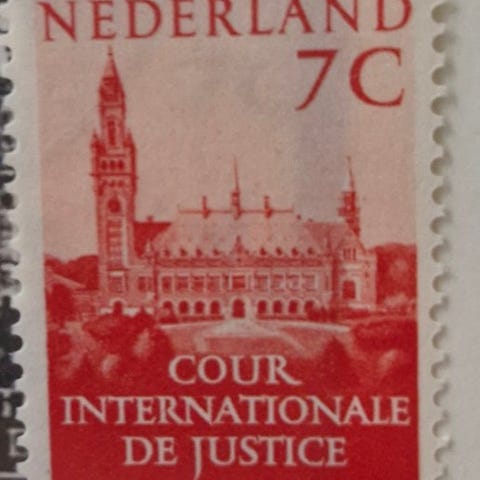 NEDERLAND
7C
COUR
INTERNATIONALE
DE JUSTICE